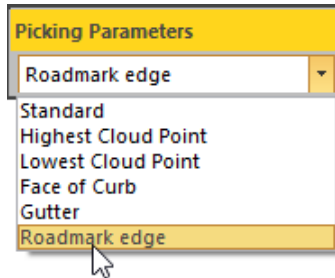 Picking Parameters
Roadmark edge
Standard
Highest Cloud Point
Lowest Cloud Point
Face of Curb
Gutter
Roadmark edge